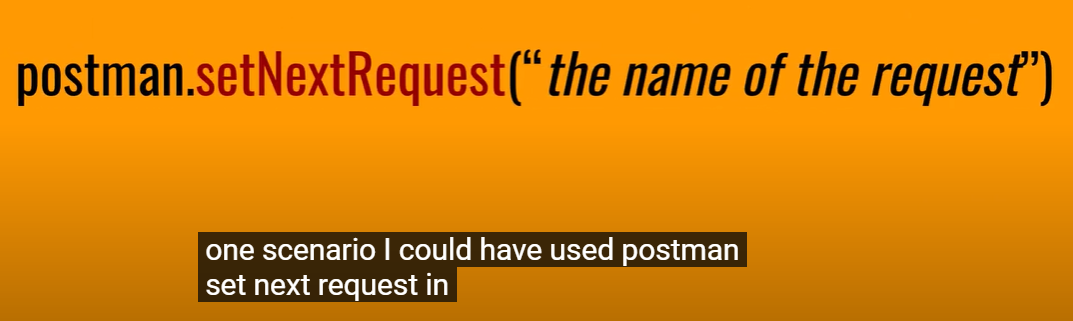 postman.setNextRequest(“the name of the request”)
one scenario I could have used postman
set next request in